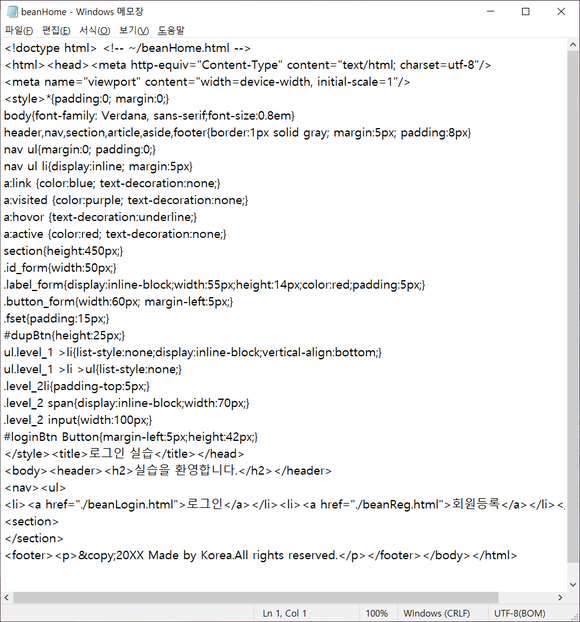 beanHome - Windows 메모장
파일(F) 편집(E) 서식(O) 보기(V) 도움말
<!doctype html> <!-- ~/beanHome.html -->
<html><head><meta http-equiv="Content-Type" content="text/html; charset=utf-8"/>
<meta name="viewport" content="width=device-width, initial-scale=1"/>
<style>*{padding:0; margin:0;}
body{font-family: Verdana, sans-serif;font-size:0.8em}
header,nav,section,article,aside,footer{border:1px solid gray; margin:5px; padding:8px}
nav ul{margin:0; padding:0;}
nav ul li{display:inline; margin:5px}
a:link {color:blue; text-decoration:none;}
a:visited {color:purple; text-decoration:none;}
a:hovor {text-decoration:underline;}
a:active {color:red; text-decoration:none;}
section{height:450px;}
.id_form{width:50px;}
.label_form{display:inline-block;width:55px;height:14px;color:red;padding:5px;}
.button_form{width:60px; margin-left:5px;}
.fset{padding:15px;}
#dupBtn{height:25px;}
ul.level_1 >li{list-style:none;display:inline-block;vertical-align:bottom;}
ul.level_1 >li >ul{list-style:none;}
.level_2li{padding-top:5px;}
.level_2 span{display:inline-block;width:70px;}
.level_2 input{width:100px;}
#loginBtn Button{margin-left:5px;height:42px;}
</style><title>로그인 실습</title></head>
<body><header><h2>실습을 환영합니다.</h2></header>
<nav><ul>
<li><a href="./beanLogin.html">로그인</a></li><li><a href="./beanReg.html">회원등록</a></li></
<section>
</section>
<footer><p>&copy;20XX Made by Korea.All rights reserved.</p></footer></body></html>
Ln 1, Col 1 100% Windows (CRLF) UTF-8(BOM)